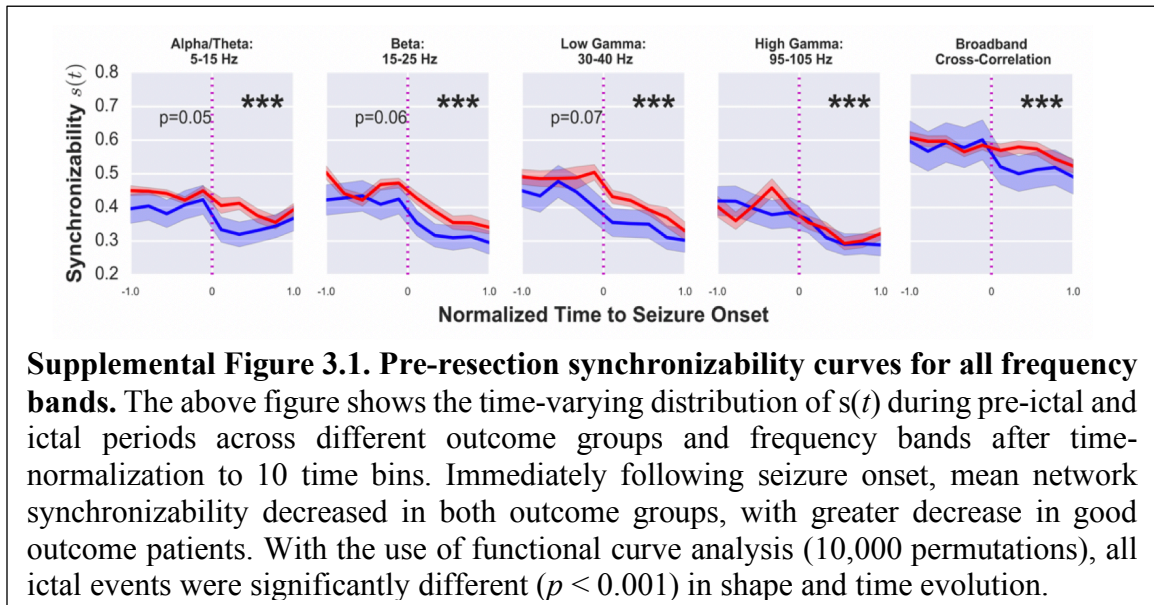 Alpha/Theta:
5-15 Hz
Beta:
15-25 Hz
Low Gamma:
30-40 Hz
High Gamma:
95-105 Hz
Broadband
Cross-Correlation
Synchronizability s(t)
0.8
0.7
0.6
0.5
0.4
0.3
0.2
p=0.05
***
p=0.06
***
p=0.07
***
***
***
-1.0 0 1.0
-1.0 0 1.0
-1.0 0 1.0
-1.0 0 1.0
-1.0 0 1.0
Normalized Time to Seizure Onset
Supplemental Figure 3.1. Pre-resection synchronizability curves for all frequency
bands. The above figure shows the time-varying distribution of s(t) during pre-ictal and
ictal periods across different outcome groups and frequency bands after time-
normalization to 10 time bins. Immediately following seizure onset, mean network
synchronizability decreased in both outcome groups, with greater decrease in good
outcome patients. With the use of functional curve analysis (10,000 permutations), all
ictal events were significantly different (p < 0.001) in shape and time evolution.